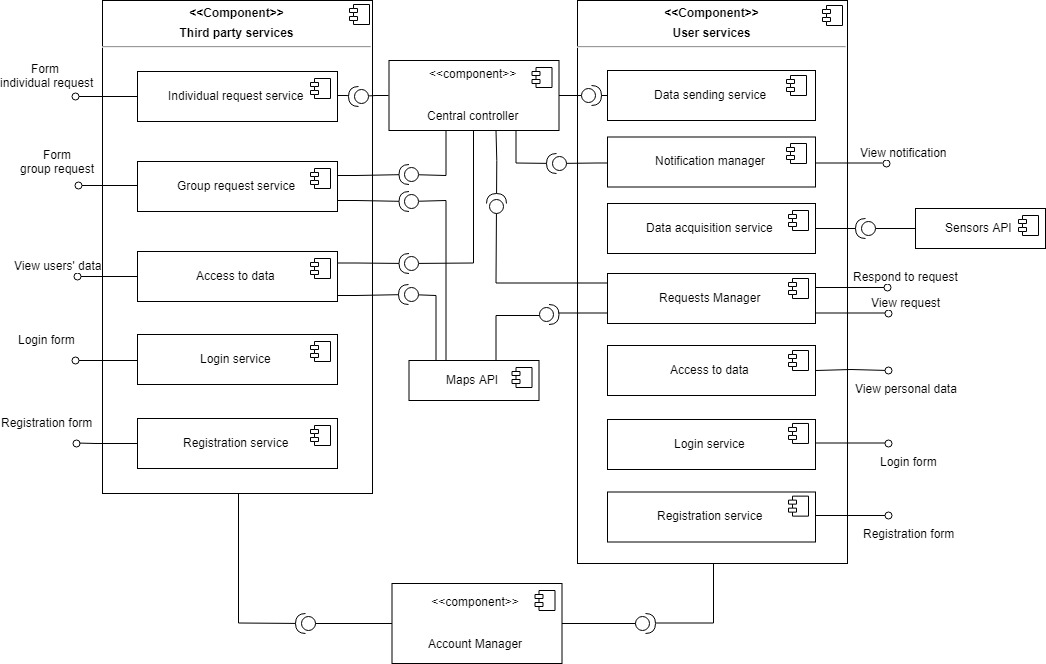 <<Component>>
Third party services
Form
individual request
Individual request service
Form
group request
Group request service
View users' data
Access to data
Login form
Login service
Registration form
Registration service
<<component>>
Central controller
Maps API
<<component>>
Account Manager
<<Component>>
User services
Data sending service
Notification manager
View notification
Data acquisition service
Sensors API
Requests Manager
Respond to request
View request
Access to data
View personal data
Login service
Login form
Registration service
Registration form